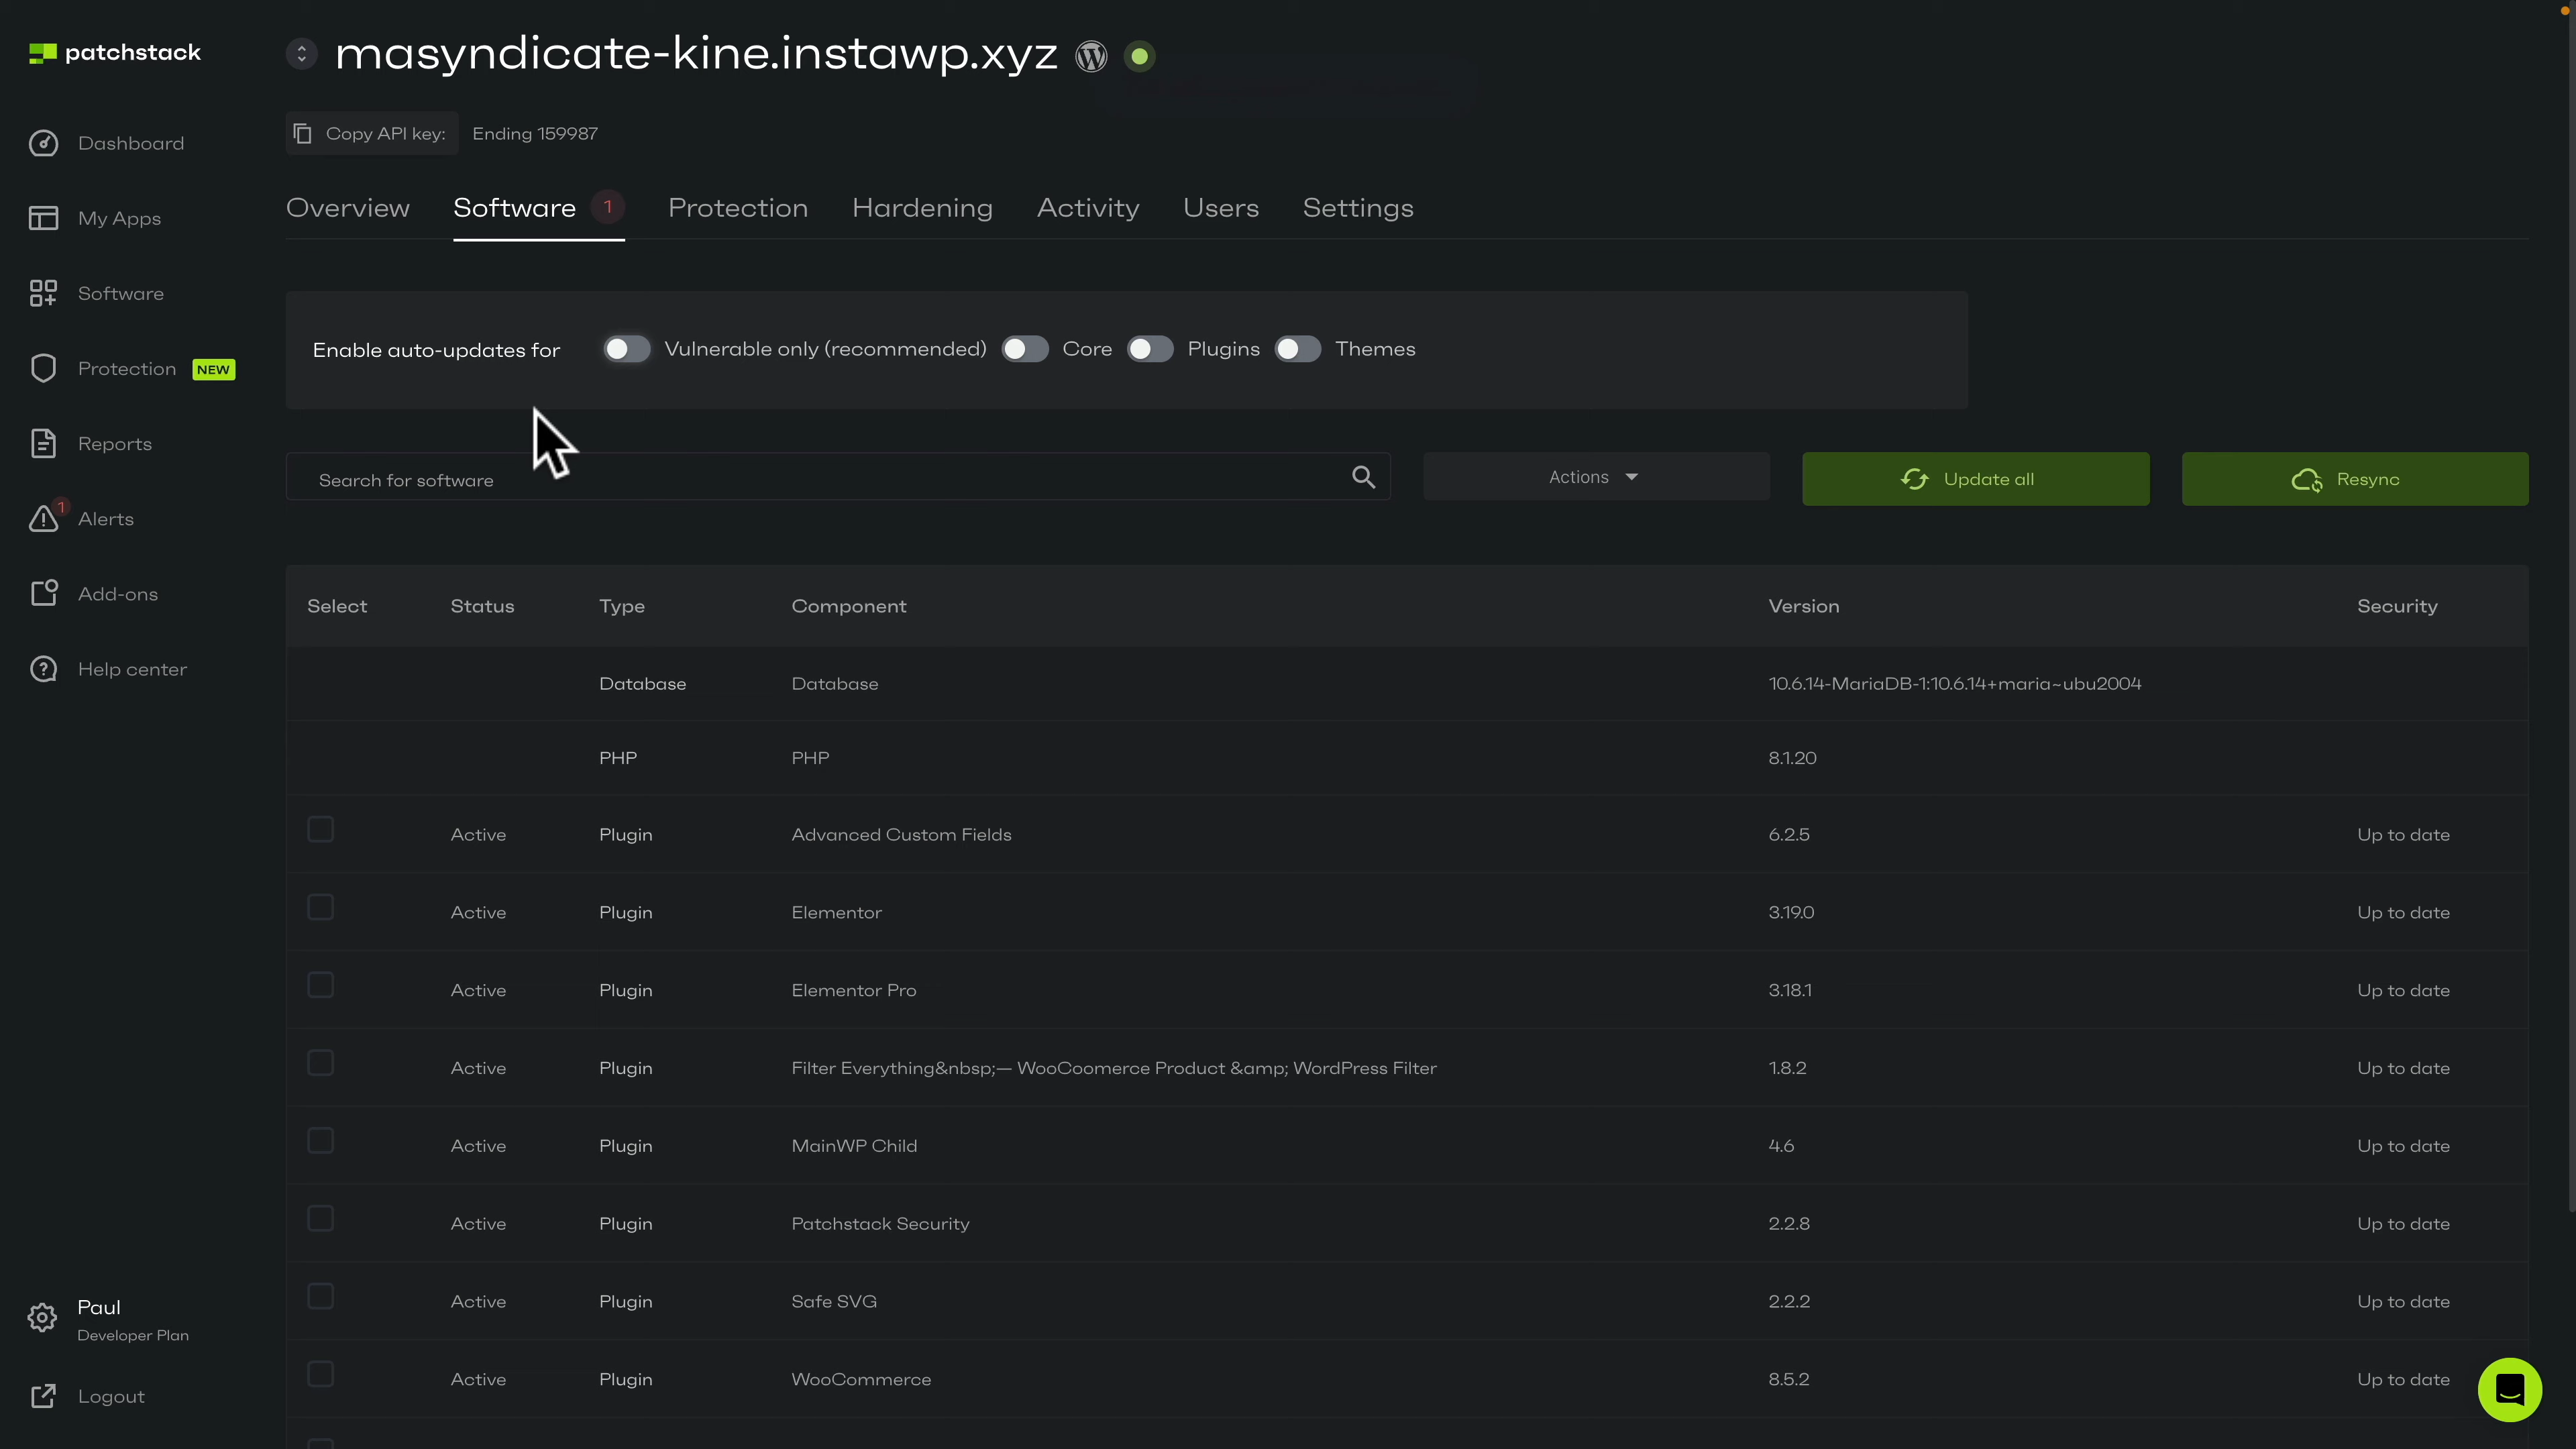 patchstack
masyndicate-kine.instawp.xyz
Copy API key: Ending 159987
Dashboard
My Apps
Software
Protection NEW
Reports
1
Alerts
Add-ons
Help center
Overview Software 1 Protection Hardening Activity Users Settings
Enable auto-updates for Vulnerable only (recommended) Core Plugins Themes
Search for software Actions Update all Resync
Select Status Type Component Version Security
Database Database 10.6.14-MariaDB-1:10.6.14+maria~ubu2004
PHP PHP 8.1.20
Active Plugin Advanced Custom Fields 6.2.5 Up to date
Active Plugin Elementor 3.19.0 Up to date
Active Plugin Elementor Pro 3.18.1 Up to date
Active Plugin Filter Everything&nbsp;— WooCoomerce Product &amp; WordPress Filter 1.8.2 Up to date
Active Plugin MainWP Child 4.6 Up to date
Active Plugin Patchstack Security 2.2.8 Up to date
Active Plugin Safe SVG 2.2.2 Up to date
Active Plugin WooCommerce 8.5.2 Up to date
Paul
Developer Plan
Logout